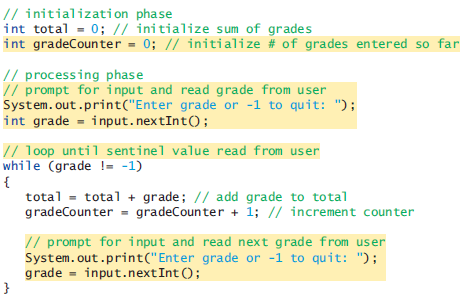 // initialization phase
int total = 0; // initialize sum of grades
int gradeCounter = 0; // initialize # of grades entered so far
// processing phase
// prompt for input and read grade from user
System.out.print("Enter grade or -1 to quit: ");
int grade = input.nextInt();
// loop until sentinel value read from user
while (grade != -1)
{
total = total + grade; // add grade to total
gradeCounter = gradeCounter + 1; // increment counter
// prompt for input and read next grade from user
System.out.print("Enter grade or -1 to quit: ");
grade = input.nextInt();
}